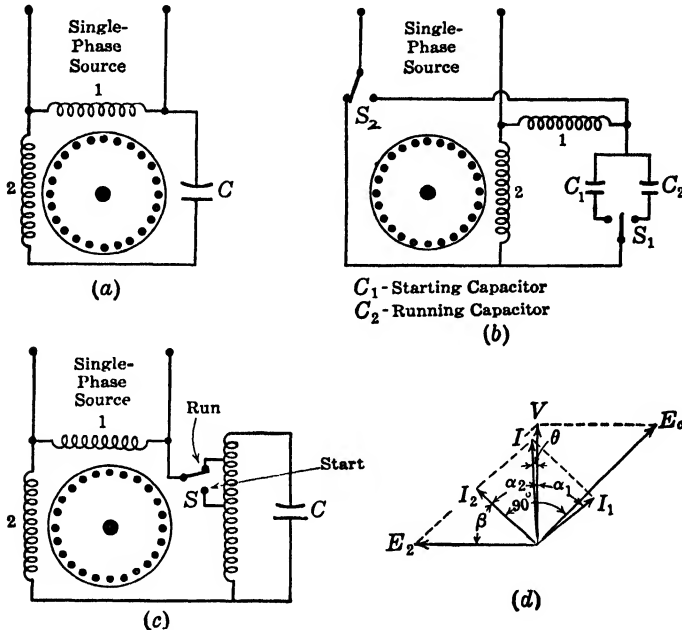 Single-
Phase
Source
1
2
C
(a)
Single-
Phase
Source
S2
1
2
C1
C2
S1
C1 - Starting Capacitor
C2 - Running Capacitor
(b)
Single-
Phase
Source
1
Run
Start
S
2
C
(c)
V
I
θ
Ec
α2
α1
I2
90°
I1
β
E2
(d)